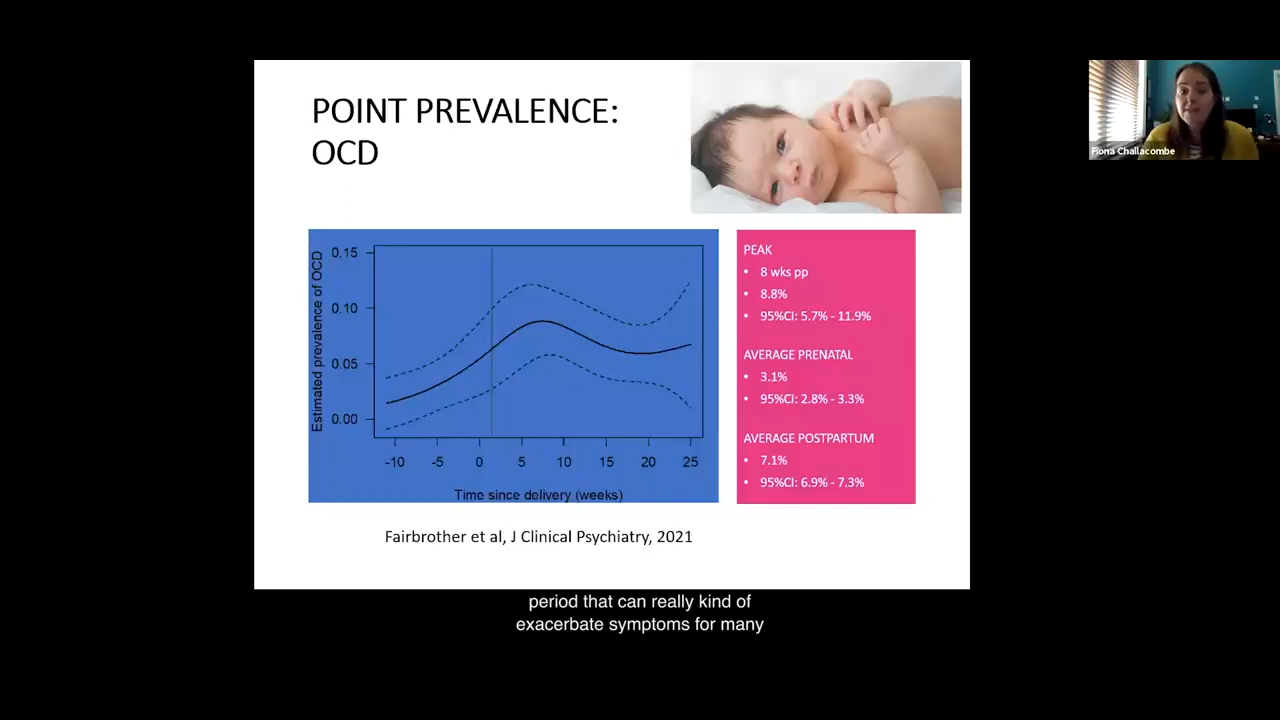 POINT PREVALENCE:
OCD
Fiona Challacombe
Estimated prevalence of OCD
0.15
0.10
0.05
0.00
-10 -5 0 5 10 15 20 25
Time since delivery (weeks)
PEAK
• 8 wks pp
• 8.8%
• 95%CI: 5.7% - 11.9%
AVERAGE PRENATAL
• 3.1%
• 95%CI: 2.8% - 3.3%
AVERAGE POSTPARTUM
• 7.1%
• 95%CI: 6.9% - 7.3%
Fairbrother et al, J Clinical Psychiatry, 2021
period that can really kind of
exacerbate symptoms for many